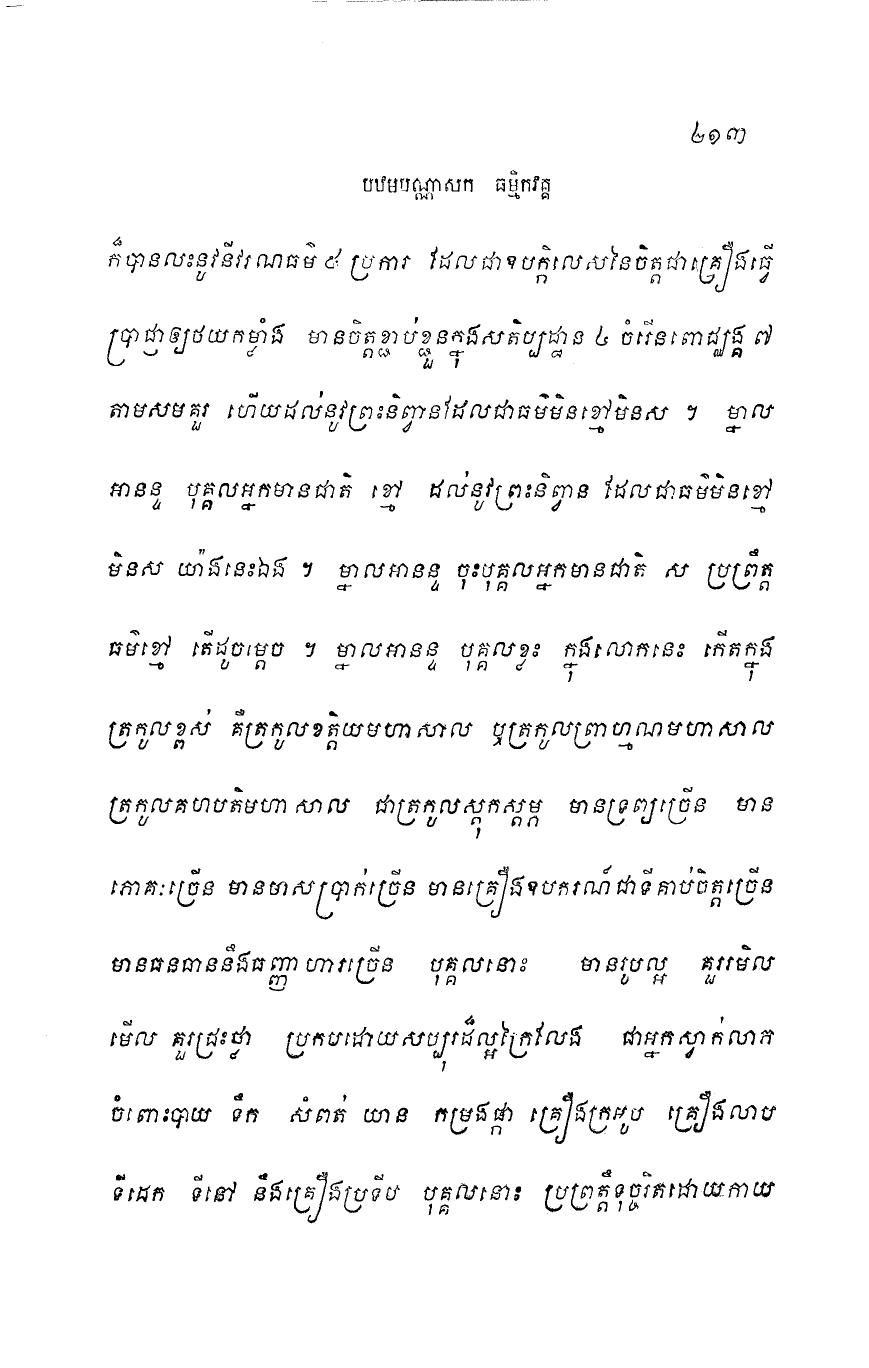 ២១៣
បឋមបណ្ណាសក ធម្មិកវគ្គ
ក៏បានលះនូវនីវរណធម៌ ៥ ប្រការ ដែលជាឧបក្កិលេសនៃចិត្តជាគ្រឿងធ្វើ
ប្រាជ្ញាឲ្យថយកម្លាំង មានចិត្តខ្ជាប់ខ្ជួនក្នុងសតិប្បដ្ឋាន ៤ ចំរើនពោជ្ឈង្គ ៧
តាមសមគួរ ហើយដល់នូវព្រះនិព្វានដែលជាធម៌មិនខ្មៅមិនស ។ ម្នាល
អានន្ទ បុគ្គលអ្នកមានជាតិ ខ្មៅ ដល់នូវព្រះនិព្វាន ដែលជាធម៌មិនខ្មៅ
មិនស យ៉ាងនេះឯង ។ ម្នាលអានន្ទ ចុះបុគ្គលអ្នកមានជាតិ ស ប្រព្រឹត្ត
ធម៌ខ្មៅ តើដូចម្តេច ។ ម្នាលអានន្ទ បុគ្គលខ្លះ ក្នុងលោកនេះ កើតក្នុង
ត្រកូលខ្ពស់ គឺត្រកូលខត្តិយមហាសាល ឬត្រកូលព្រាហ្មណមហាសាល
ត្រកូលគហបតិមហាសាល ជាត្រកូលស្តុកស្តម្ភ មានទ្រព្យច្រើន មាន
ភោគៈច្រើន មានមាសប្រាក់ច្រើន មានគ្រឿងឧបករណ៍ជាទីគាប់ចិត្តច្រើន
មានធនធាននឹងធញ្ញាហារច្រើន បុគ្គលនោះ មានរូបល្អ គួររមិល
មើល គួរជ្រះថ្លា ប្រកបដោយសម្បុរដ៏ល្អក្រៃលែង ជាអ្នកស្ទាក់លាភ
ចំពោះបាយ ទឹក សំពត់ យាន កម្រងផ្កា គ្រឿងក្រអូប គ្រឿងលាប
ទីដេក ទីនៅ នឹងគ្រឿងប្រទីប បុគ្គលនោះ ប្រព្រត្តឹទុច្ចរិតដោយកាយ